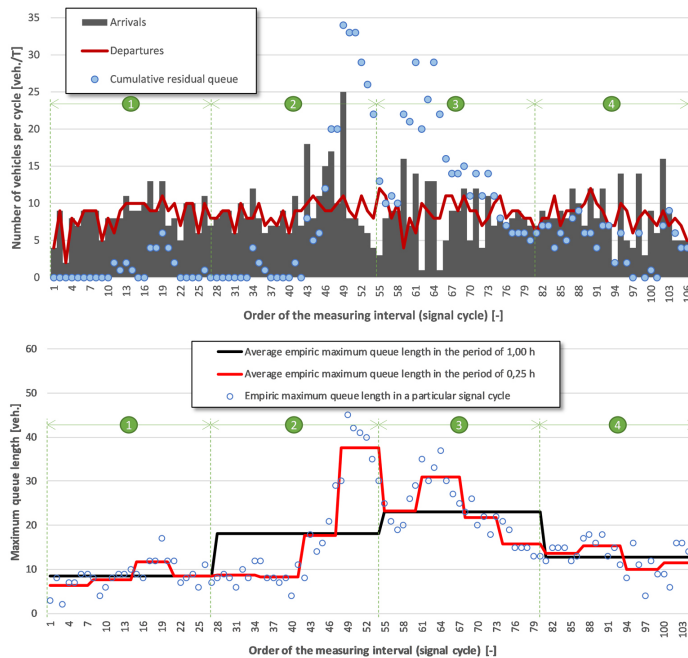 35
30
25
20
15
10
5
0
Number of vehicles per cycle [veh./T]
Arrivals
Departures
Cumulative residual queue
1 2 3 4
1 4 7 10 13 16 19 22 25 28 31 34 37 40 43 46 49 52 55 58 61 64 67 70 73 76 79 82 85 88 91 94 97 100 103 106
Order of the measuring interval (signal cycle) [-]
60
50
40
30
20
10
0
Maximum queue length [veh.]
Average empiric maximum queue length in the period of 1,00 h
Average empiric maximum queue length in the period of 0,25 h
Empiric maximum queue length in a particular signal cycle
1 2 3 4
1 4 7 10 13 16 19 22 25 28 31 34 37 40 43 46 49 52 55 58 61 64 67 70 73 76 79 82 85 88 91 94 97 100 103
Order of the measuring interval (signal cycle) [-]